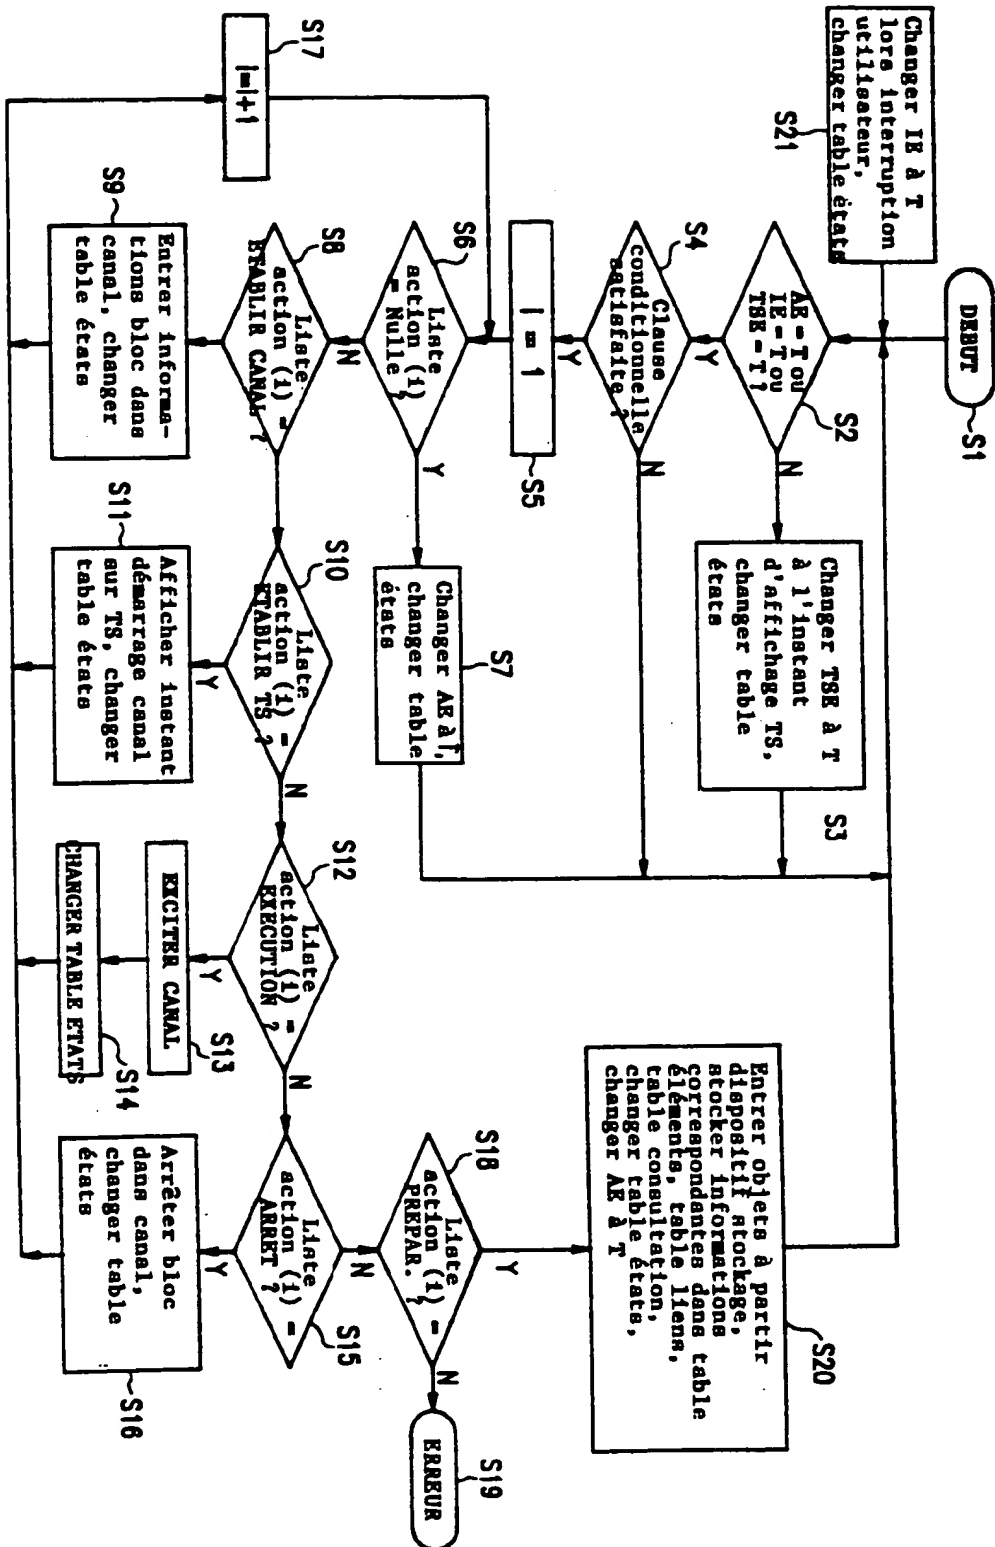 DEBUT
S1
Changer IE à T
lors interruption
utilisateur,
changer table états
S21
AE = T ou
IE = T ou
TSE = T ?
S2
N
Y
Changer TSE à T
à l'instant
d'affichage TS,
changer table
états
S3
Clause
conditionnelle
satisfaite ?
S4
N
Y
I = 1
S5
Liste
action (i)
= Nulle ?
S6
Y
N
Changer AE à T,
changer table
états
S7
I=I+1
S17
Liste
action (i) =
ETABLIR CANAL ?
S8
Entrer informa-
tions bloc dans
canal, changer
table états
S9
Liste
action (i) =
ETABLIR TS ?
S10
Y
N
Afficher instant
démarrage canal
sur TS, changer
table états
S11
Liste
action (i) =
EXECUTION ?
S12
Y
N
EXCITER CANAL
S13
CHANGER TABLE ETATS
S14
Liste
action (i) =
ARRET ?
S15
Y
N
Arrêter bloc
dans canal,
changer table
états
S16
Liste
action (i) =
PREPAR. ?
S18
Y
N
ERREUR
S19
Entrer objets à partir
dispositif stockage,
stocker informations
correspondantes dans table
éléments, table liens,
table consultation,
changer table états,
changer AE à T
S20